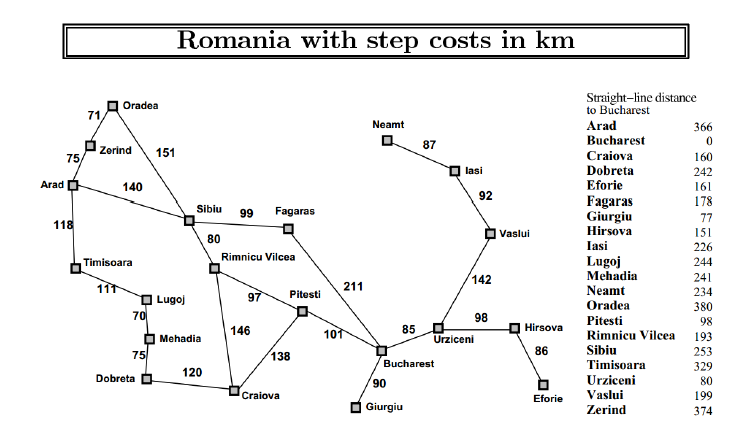 Romania with step costs in km
Straight−line distance
to Bucharest
Arad 366
Bucharest 0
Craiova 160
Dobreta 242
Eforie 161
Fagaras 178
Giurgiu 77
Hirsova 151
Iasi 226
Lugoj 244
Mehadia 241
Neamt 234
Oradea 380
Pitesti 98
Rimnicu Vilcea 193
Sibiu 253
Timisoara 329
Urziceni 80
Vaslui 199
Zerind 374
Oradea
71
Neamt
87
Zerind
151
75
Iasi
Arad
140
92
Sibiu
99
Fagaras
118
80
Vaslui
Rimnicu Vilcea
Timisoara
142
111
Lugoj
97
Pitesti
211
70
146
101
85
98
Hirsova
Mehadia
Urziceni
75
138
86
120
Bucharest
Dobreta
90
Craiova
Eforie
Giurgiu